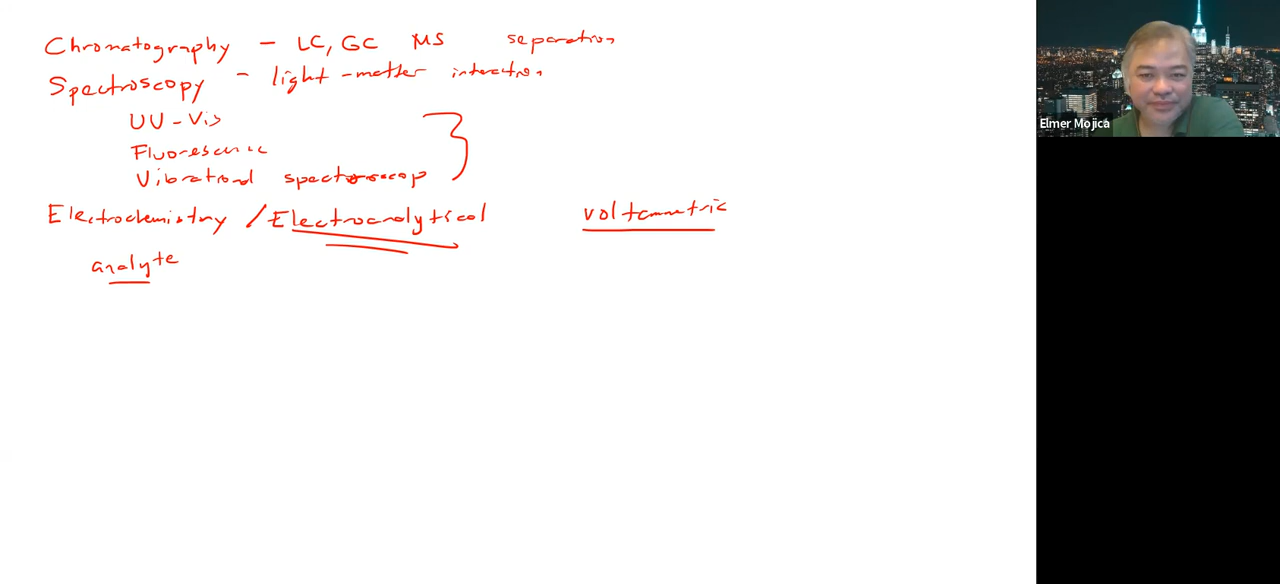 Chromatography - LC, GC MS separation
Spectroscopy - light-matter interaction
UV-Vis
Fluorescence
Vibrational spectroscop
Electrochemistry / Electroanalytical voltammetric
analyte
Elmer Mojica